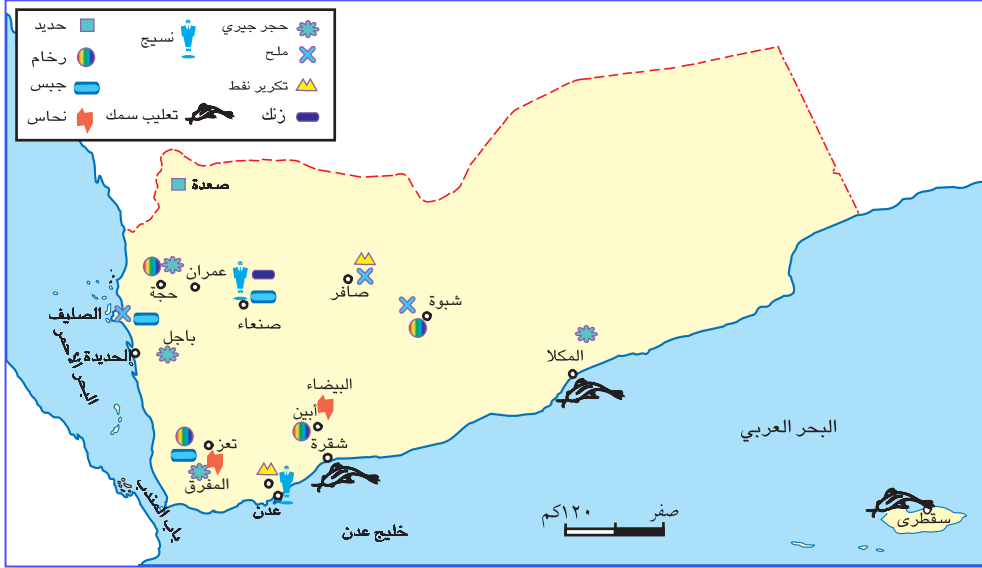 حجر جيري
نسيج
حديد
ملح
رخام
تكرير نفط
جبس
زنك
تعليب سمك
نحاس
صعدة
عمران
حجة
صافر
صنعاء
شبوة
الصليف
باجل
الحديدة
البحر الأحمر
المكلا
البيضاء
أبين
شقرة
تعز
المفرق
عدن
باب المندب
خليج عدن
البحر العربي
صفر
١٢٠كم
سقطرى